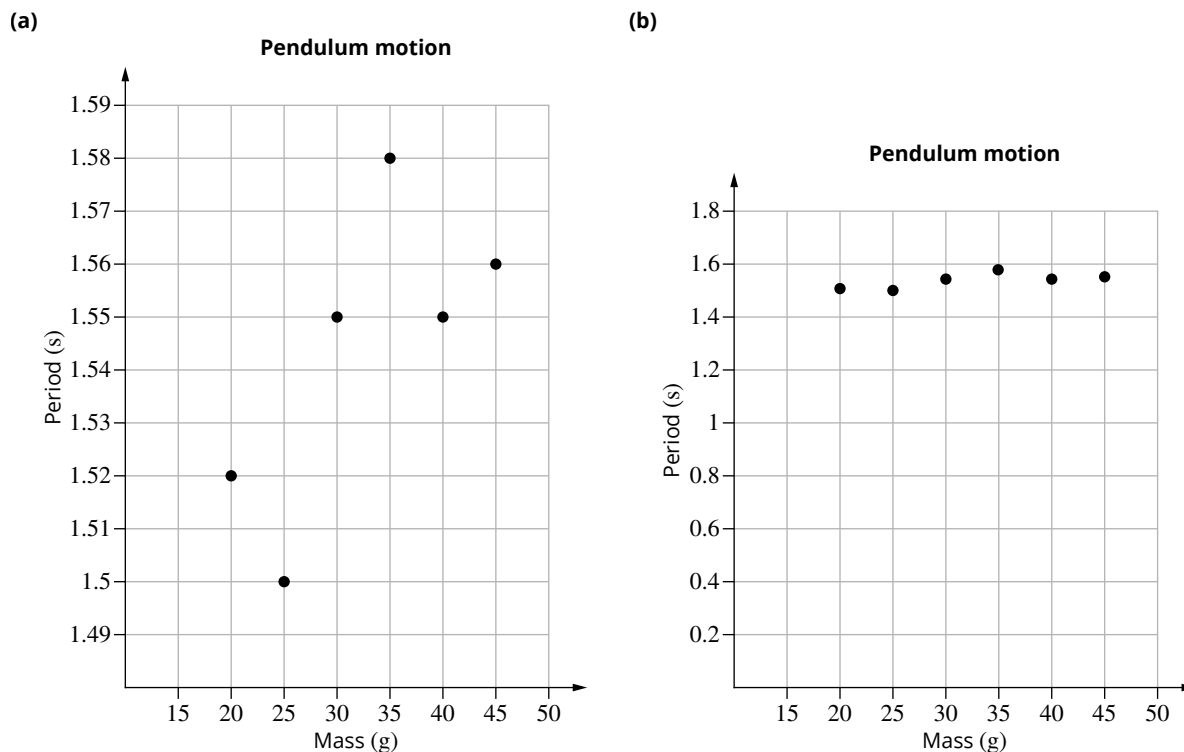 (a)
Pendulum motion
1.59
1.58
1.57
1.56
1.55
1.54
1.53
1.52
1.51
1.5
1.49
Period (s)
15 20 25 30 35 40 45 50
Mass (g)
(b)
Pendulum motion
1.8
1.6
1.4
1.2
1
0.8
0.6
0.4
0.2
Period (s)
15 20 25 30 35 40 45 50
Mass (g)